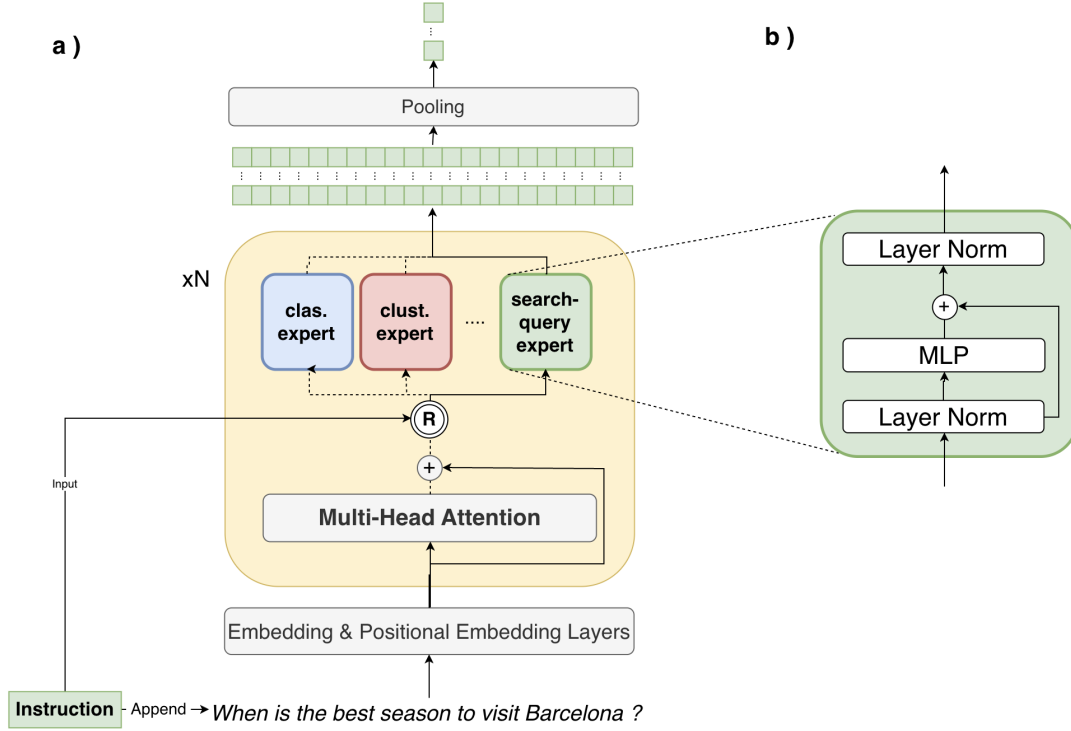 a )
b )
Pooling
xN
clas.
expert
clust.
expert
....
search-
query
expert
R
+
Multi-Head Attention
Embedding & Positional Embedding Layers
Input
Instruction
Append
When is the best season to visit Barcelona ?
Layer Norm
+
MLP
Layer Norm